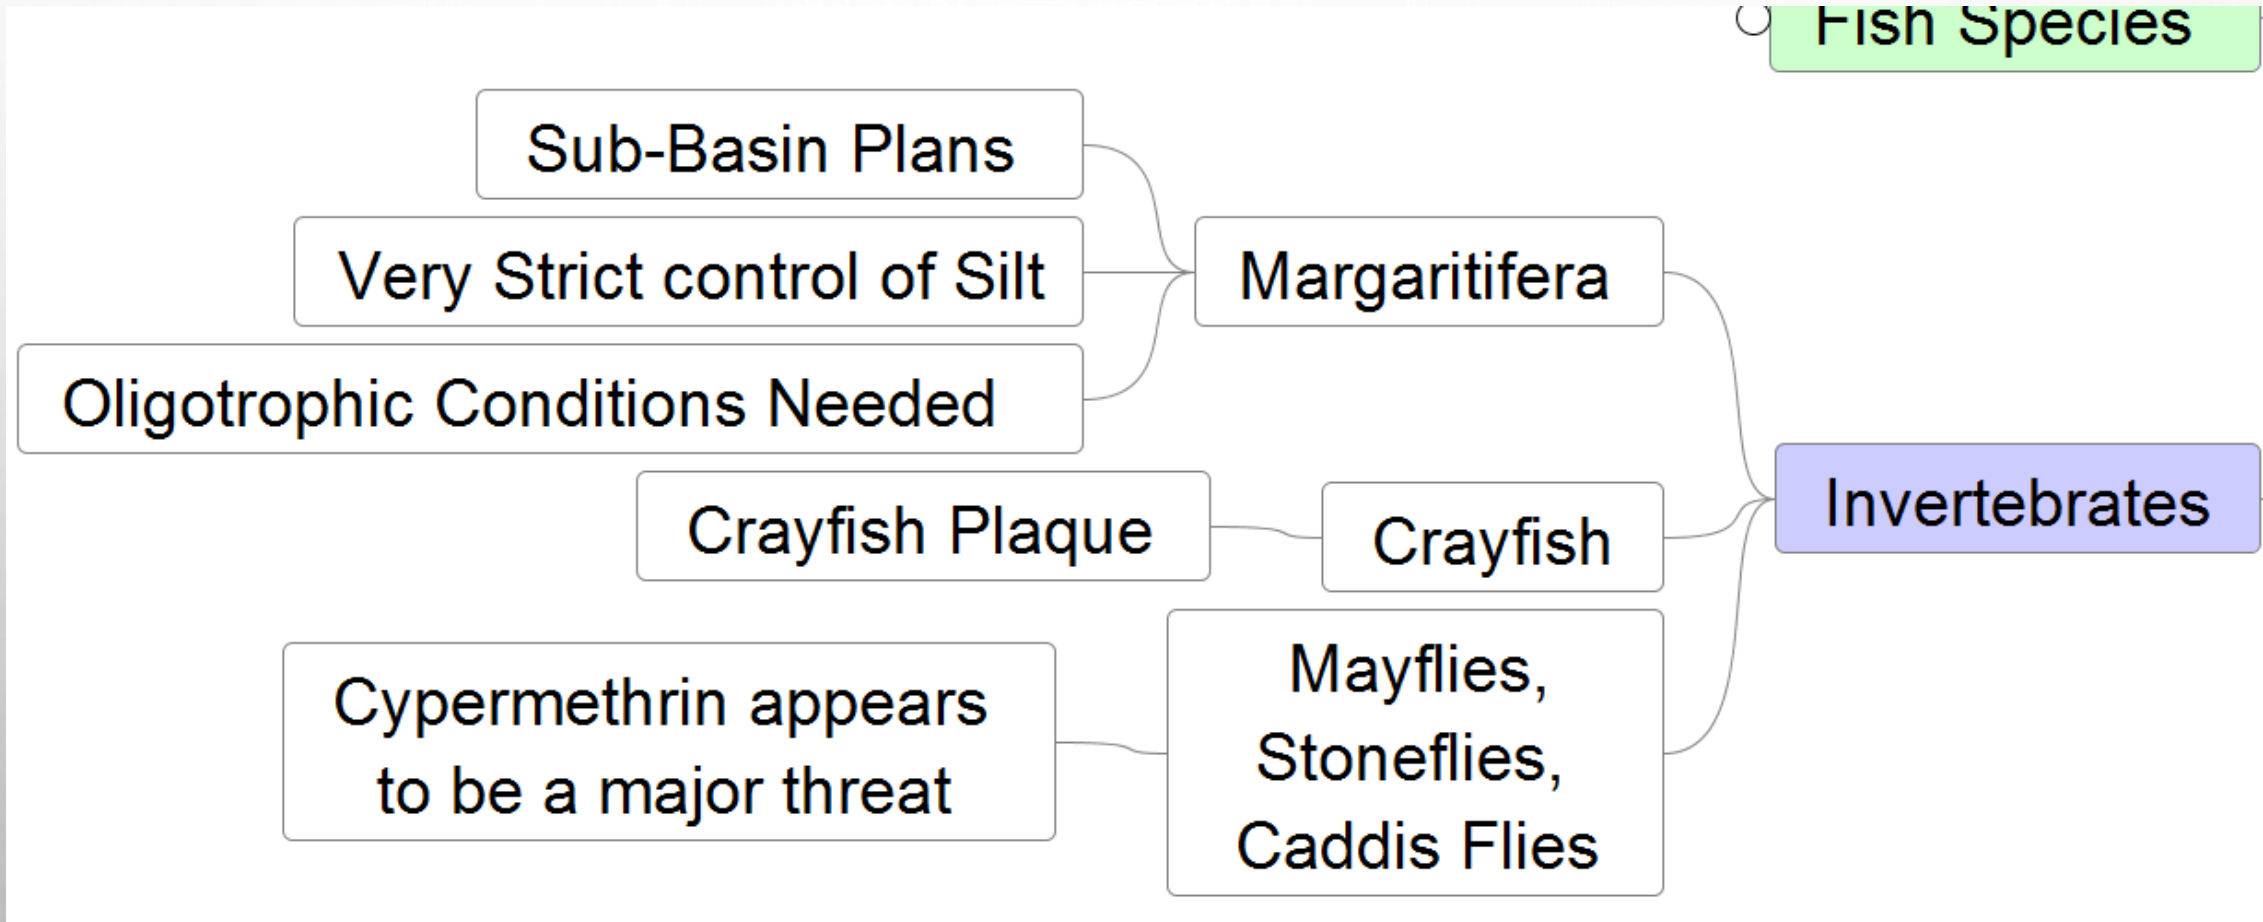 Fish Species
Sub-Basin Plans
Very Strict control of Silt
Margaritifera
Oligotrophic Conditions Needed
Crayfish Plaque
Crayfish
Invertebrates
Cypermethrin appears
to be a major threat
Mayflies,
Stoneflies,
Caddis Flies